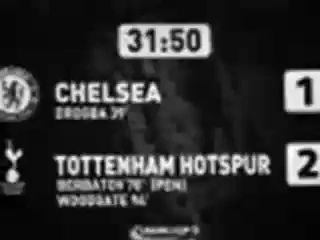 31:50
CHELSEA 1
DROGBA 39'
TOTTENHAM HOTSPUR 2
BERBATOV 70' (PEN)
WOODGATE 94'